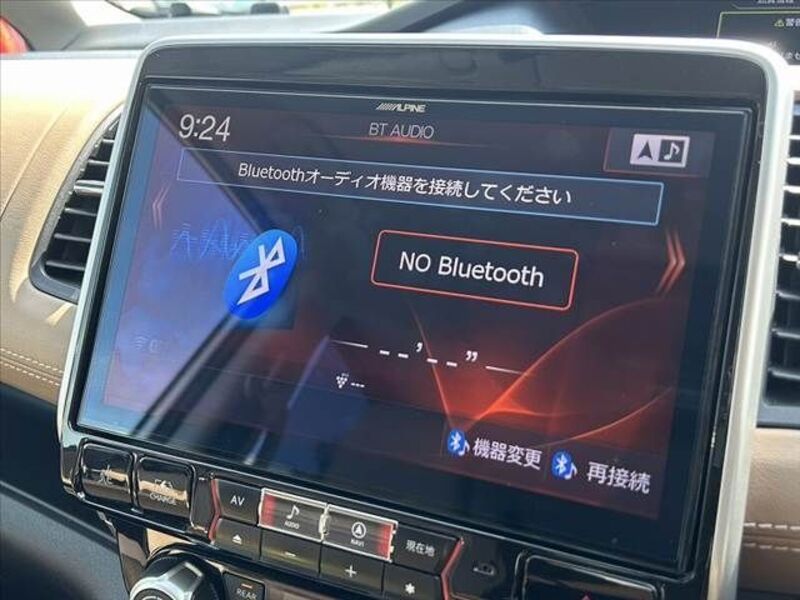 ALPINE
9:24
BT AUDIO
Bluetoothオーディオ機器を接続してください
NO Bluetooth
--'--"
---
機器変更
再接続
CHARGE
AV
AUDIO
NAVI
現在地
REAR